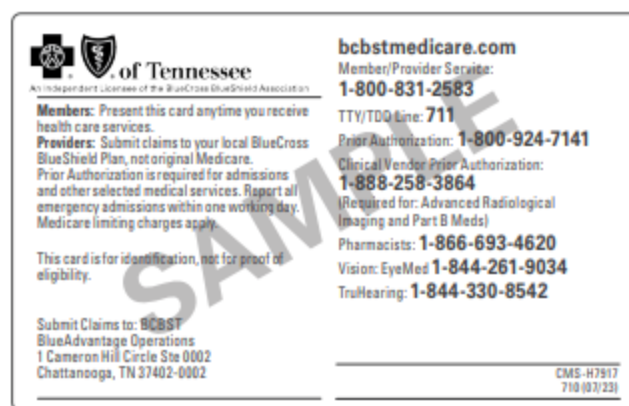 of Tennessee
An Independent Licensee of the BlueCross BlueShield Association
Members: Present this card anytime you receive
health care services.
Providers: Submit claims to your local BlueCross
BlueShield Plan, not original Medicare.
Prior Authorization is required for admissions
and other selected medical services. Report all
emergency admissions within one working day.
Medicare limiting charges apply.
This card is for identification, not for proof of
eligibility.
Submit Claims to: BCBST
BlueAdvantage Operations
1 Cameron Hill Circle Ste 0002
Chattanooga, TN 37402-0002
bcbstmedicare.com
Member/Provider Service:
1-800-831-2583
TTY/TDD Line: 711
Prior Authorization: 1-800-924-7141
Clinical Vendor Prior Authorization:
1-888-258-3864
(Required for: Advanced Radiological
Imaging and Part B Meds)
Pharmacists: 1-866-693-4620
Vision: EyeMed 1-844-261-9034
TruHearing: 1-844-330-8542
CMS-H7917
710 (07/23)
SAMPLE